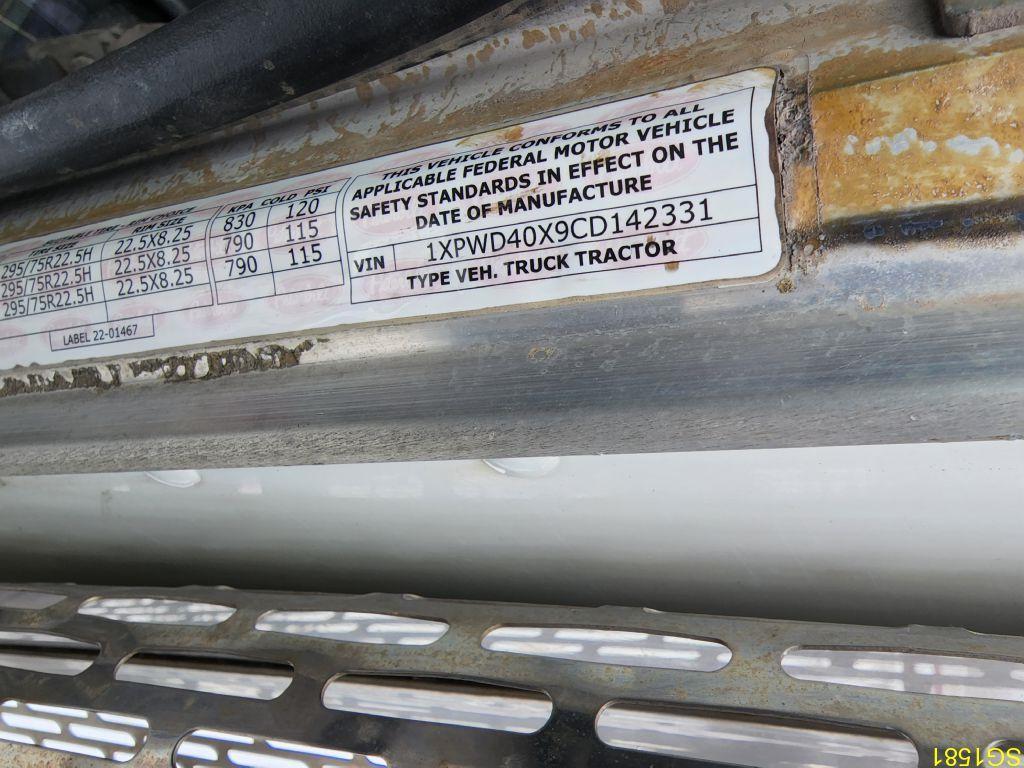 RIM SIZE KPA COLD PSI
295/75R22.5H 22.5X8.25 830 120
295/75R22.5H 22.5X8.25 790 115
295/75R22.5H 22.5X8.25 790 115
LABEL 22-01467
THIS VEHICLE CONFORMS TO ALL
APPLICABLE FEDERAL MOTOR VEHICLE
SAFETY STANDARDS IN EFFECT ON THE
DATE OF MANUFACTURE
VIN 1XPWD40X9CD142331
TYPE VEH. TRUCK TRACTOR
SG1581